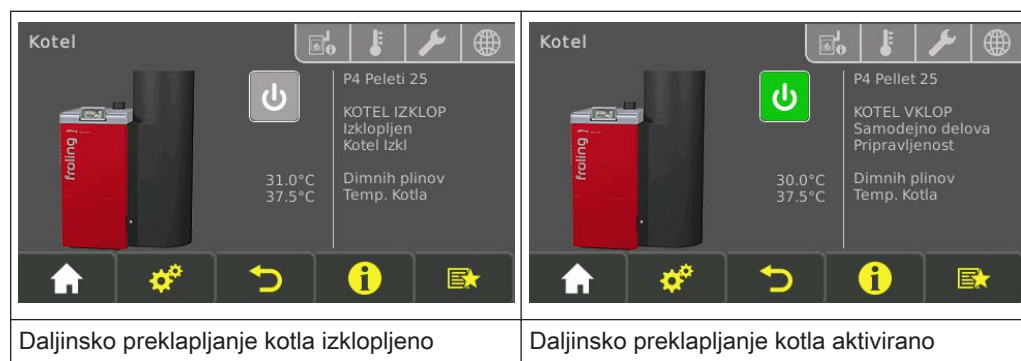 Kotel
P4 Peleti 25
KOTEL IZKLOP
Izklopljen
Kotel Izkl
31.0°C Dimnih plinov
37.5°C Temp. Kotla
froling
Daljinsko preklapljanje kotla izklopljeno
Kotel
P4 Pellet 25
KOTEL VKLOP
Samodejno delova
Pripravljenost
30.0°C Dimnih plinov
37.5°C Temp. Kotla
froling
Daljinsko preklapljanje kotla aktivirano